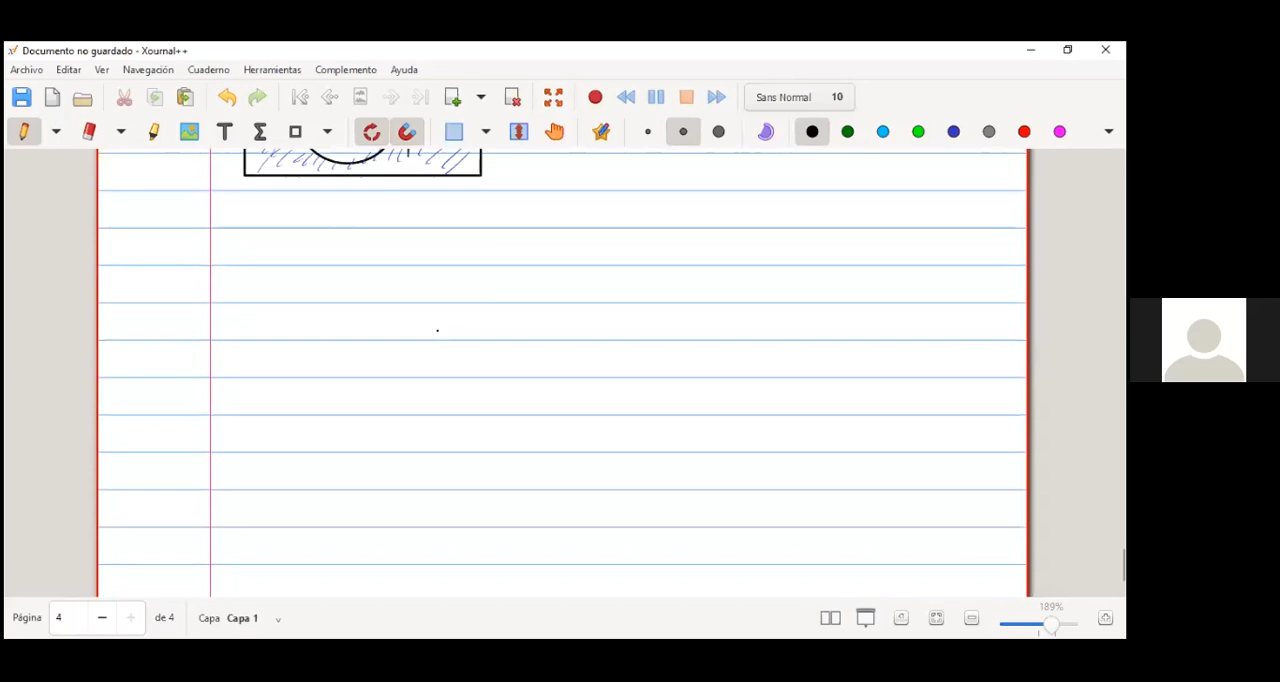 Documento no guardado - Xournal++
Archivo Editar Ver Navegación Cuaderno Herramientas Complemento Ayuda
Sans Normal 10
189%
Página 4 de 4 Capa Capa 1